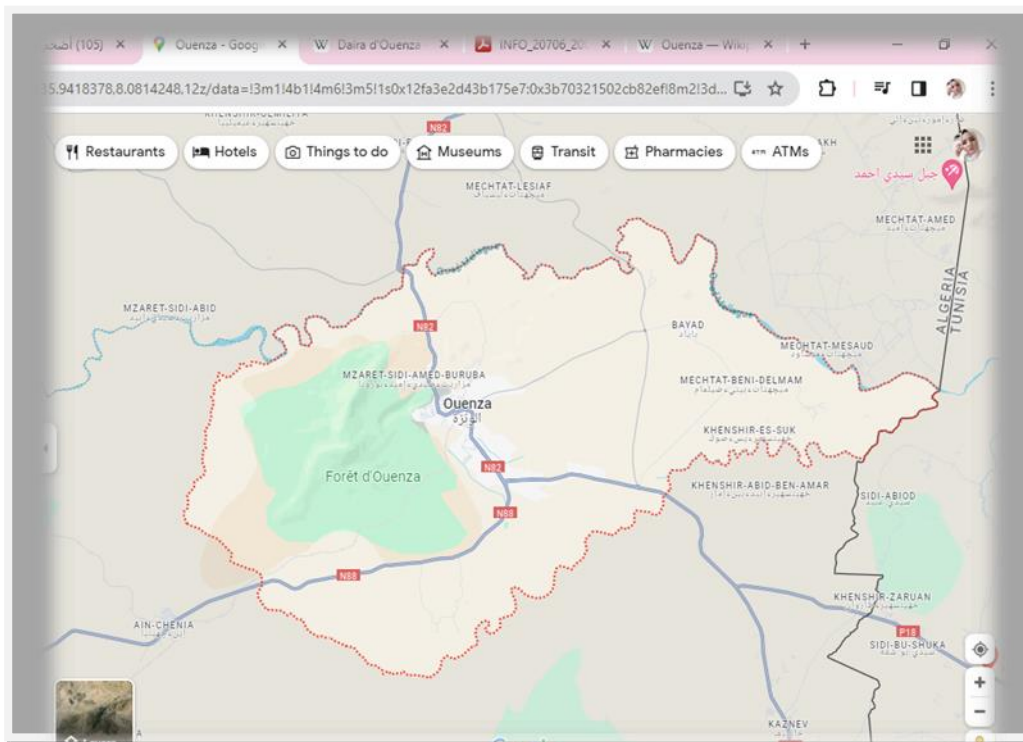 (105)
Ouenza - Goog
Daira d'Ouenza
INFO_20706_20
Ouenza — Wiki
5.9418378,8.0814248,12z/data=!3m1!4b1!4m6!3m5!1s0x12fa3e2d43b175e7:0x3b70321502cb82ef!8m2!3d...
N82
Restaurants
Hotels
Things to do
Museums
Transit
Pharmacies
ATMs
جبل سيدي احمد
MECHTAT-LESIAF
MECHTAT-AMED
ALGERIA
TUNISIA
MZARET-SIDI-ABID
N82
BAYAD
MECHTAT-MESAUD
MZARET-SIDI-AMED-BURUBA
MECHTAT-BENI-DELMAM
Ouenza
الونزة
KHENSHIR-ES-SUK
N82
Forêt d'Ouenza
KHENSHIR-ABID-BEN-AMAR
SIDI-ABIOD
N88
N88
KHENSHIR-ZARUAN
AIN-CHENIA
P18
SIDI-BU-SHUKA
KAZNEV